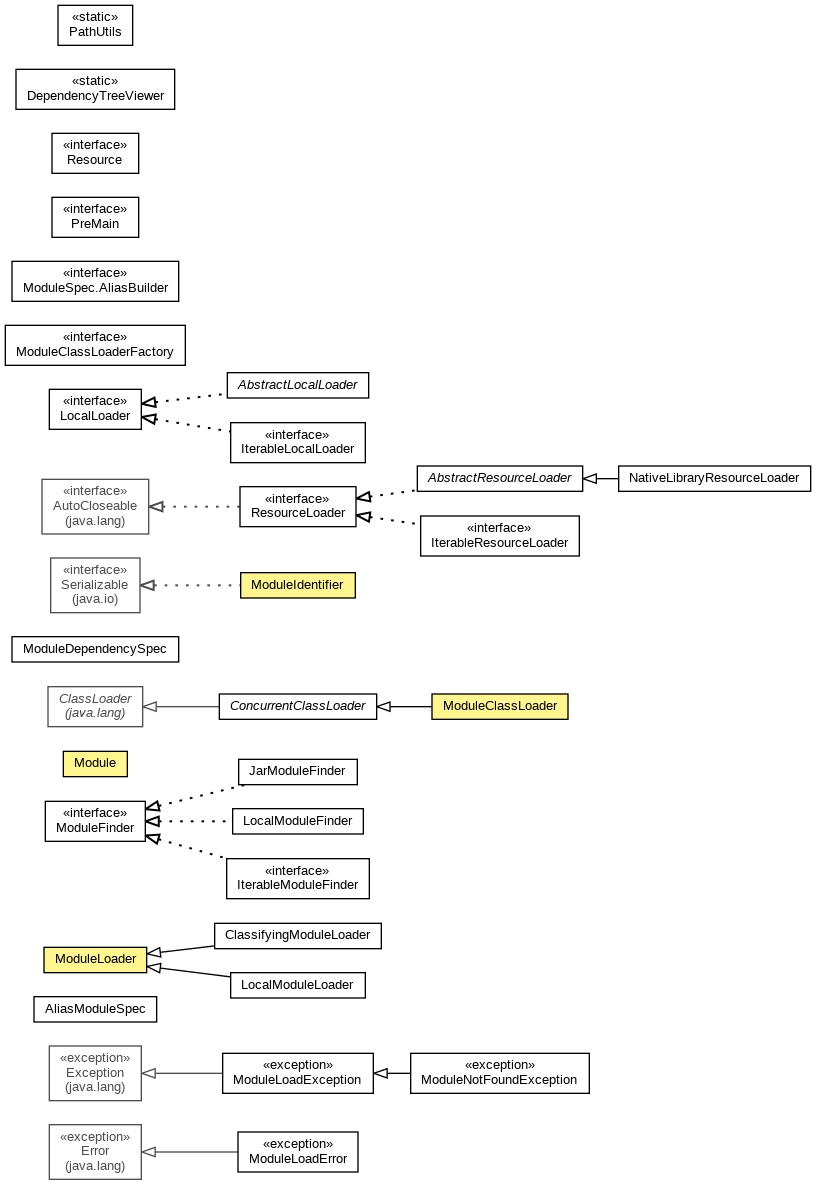 «static»
PathUtils
«static»
DependencyTreeViewer
«interface»
Resource
«interface»
PreMain
«interface»
ModuleSpec.AliasBuilder
«interface»
ModuleClassLoaderFactory
«interface»
LocalLoader
AbstractLocalLoader
«interface»
IterableLocalLoader
«interface»
AutoCloseable
(java.lang)
«interface»
ResourceLoader
AbstractResourceLoader
NativeLibraryResourceLoader
«interface»
IterableResourceLoader
«interface»
Serializable
(java.io)
ModuleIdentifier
ModuleDependencySpec
ClassLoader
(java.lang)
ConcurrentClassLoader
ModuleClassLoader
Module
«interface»
ModuleFinder
JarModuleFinder
LocalModuleFinder
«interface»
IterableModuleFinder
ModuleLoader
ClassifyingModuleLoader
LocalModuleLoader
AliasModuleSpec
«exception»
Exception
(java.lang)
«exception»
ModuleLoadException
«exception»
ModuleNotFoundException
«exception»
Error
(java.lang)
«exception»
ModuleLoadError